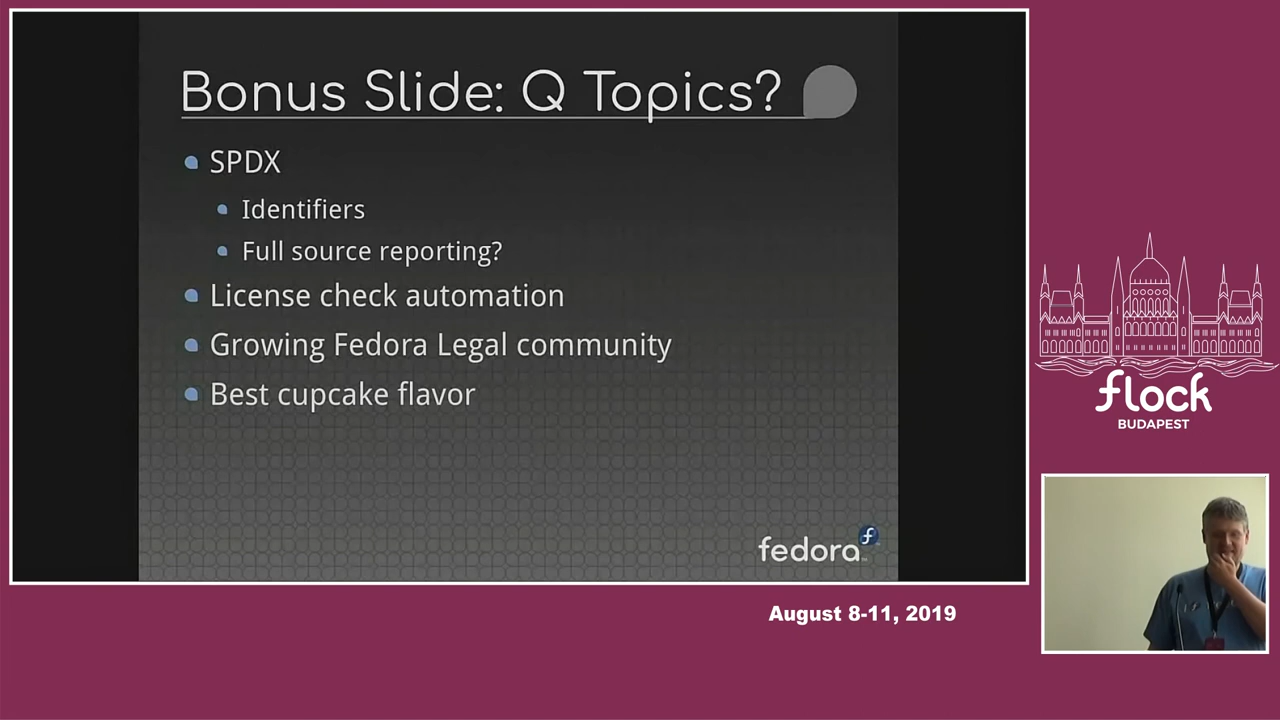 Bonus Slide: Q Topics?
SPDX
Identifiers
Full source reporting?
License check automation
Growing Fedora Legal community
Best cupcake flavor
fedora
flock
BUDAPEST
August 8-11, 2019